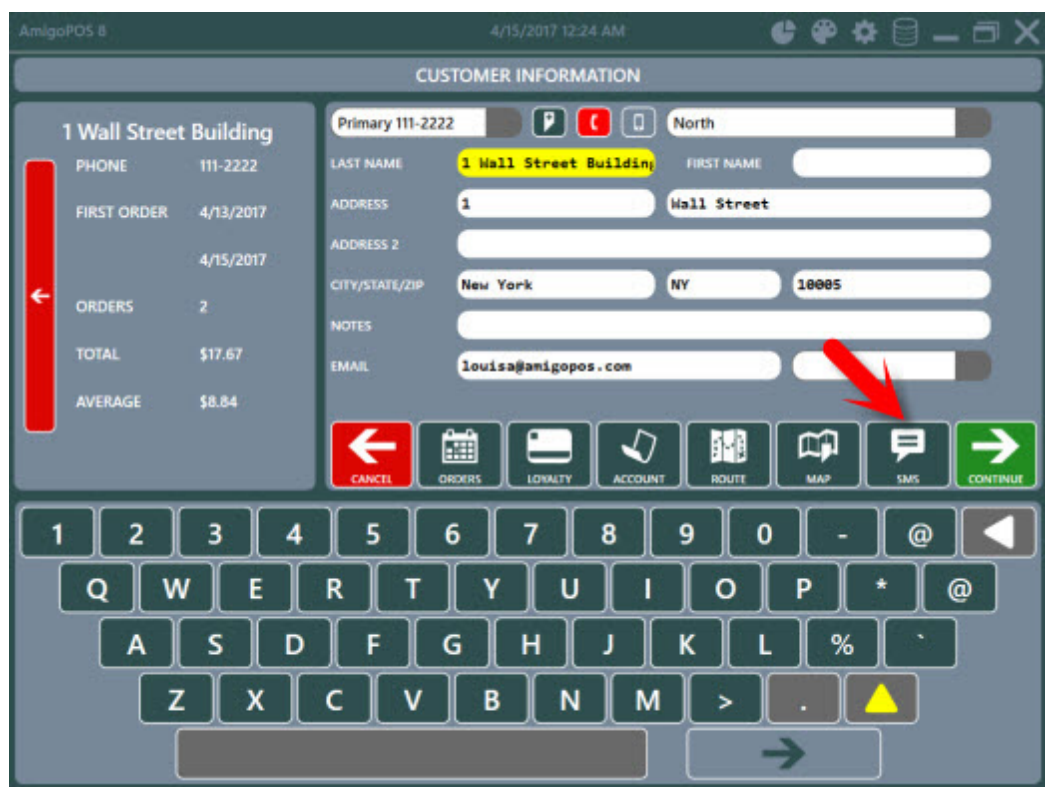 AmigoPOS 8 4/15/2017 12:24 AM
CUSTOMER INFORMATION
1 Wall Street Building
PHONE 111-2222
FIRST ORDER 4/13/2017
4/15/2017
ORDERS 2
TOTAL $17.67
AVERAGE $8.84
Primary 111-2222 North
LAST NAME 1 Wall Street Building FIRST NAME
ADDRESS 1 Wall Street
ADDRESS 2
CITY/STATE/ZIP New York NY 10005
NOTES
EMAIL louisa@amigopos.com
CANCEL ORDERS LOYALTY ACCOUNT ROUTE MAP SMS CONTINUE
1 2 3 4 5 6 7 8 9 0 - @
Q W E R T Y U I O P * @
A S D F G H J K L % `
Z X C V B N M > .